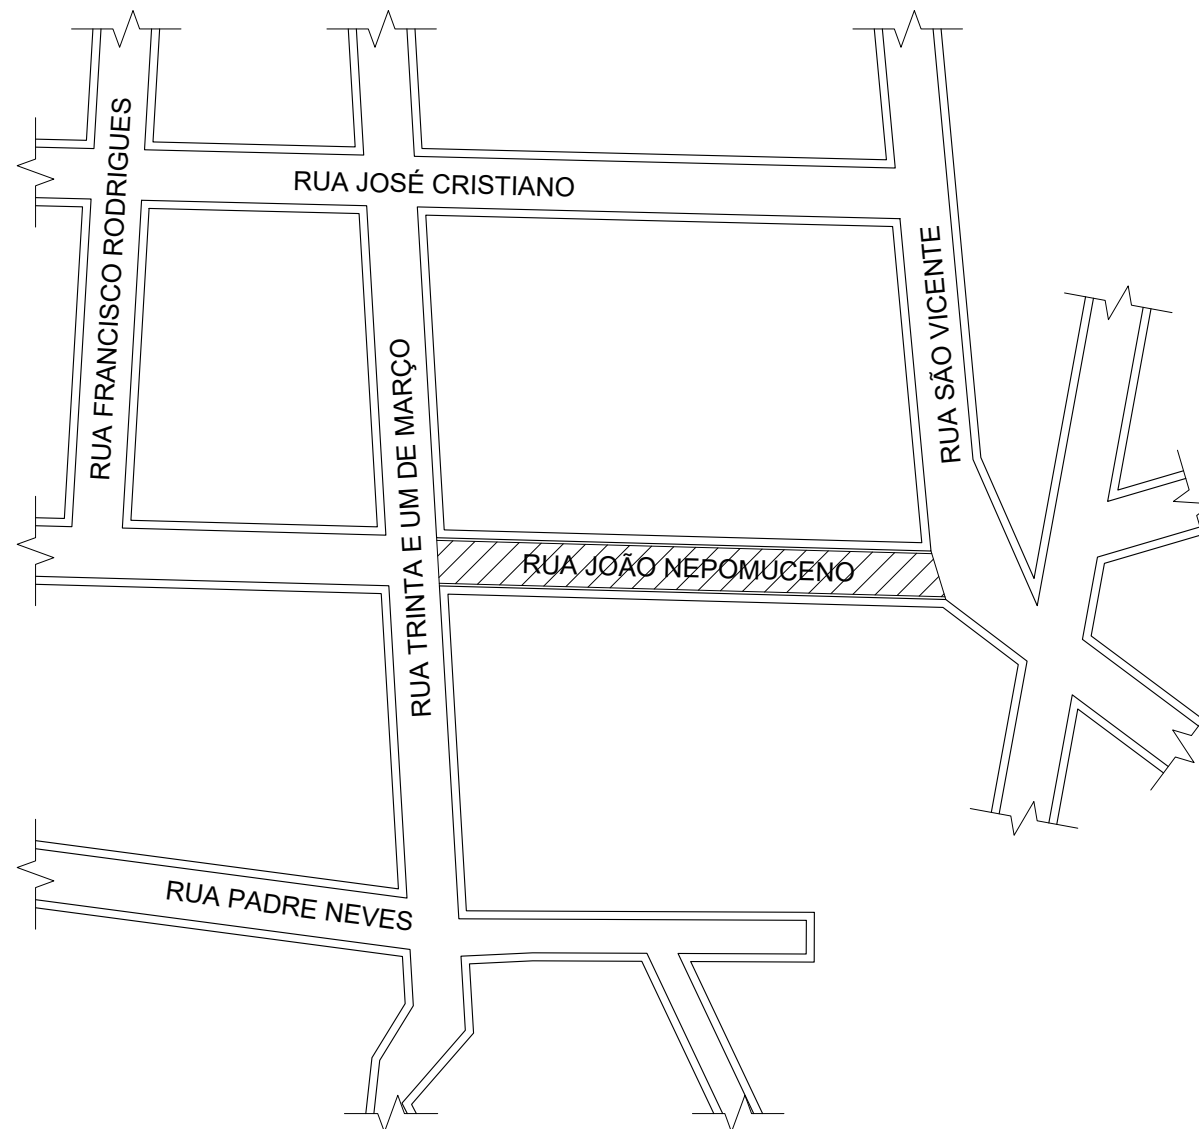 RUA JOSÉ CRISTIANO
RUA FRANCISCO RODRIGUES
RUA SÃO VICENTE
RUA TRINTA E UM DE MARÇO
RUA JOÃO NEPOMUCENO
RUA PADRE NEVES